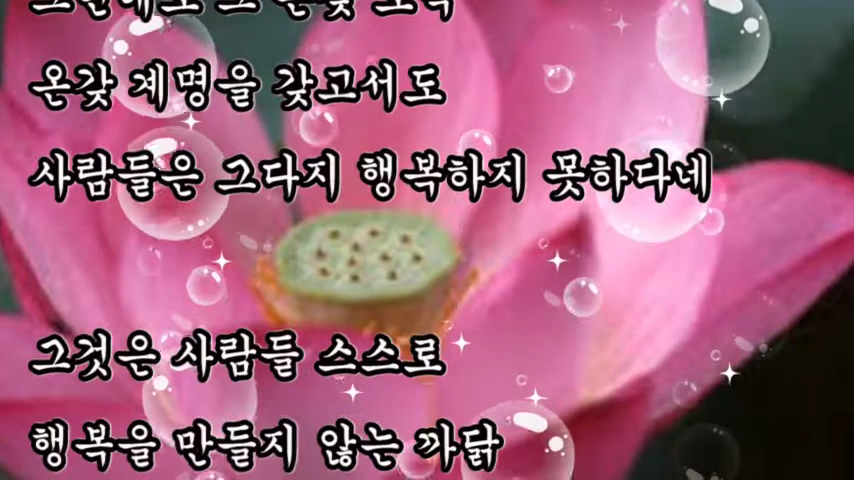 온갖 계명을 갖고서도
사람들은 그다지 행복하지 못하다네
그것은 사람들 스스로
행복을 만들지 않는 까닭